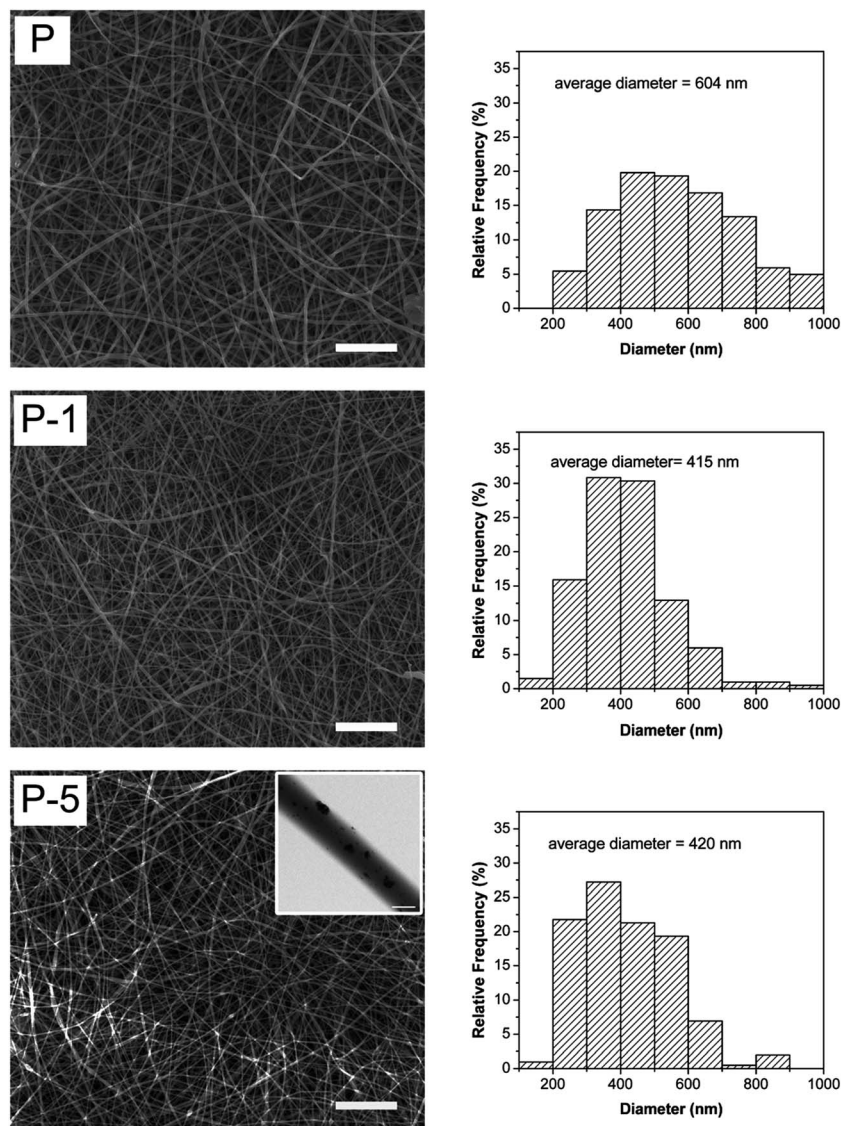 P
average diameter = 604 nm
Relative Frequency (%)
35
30
25
20
15
10
5
0
200 400 600 800 1000
Diameter (nm)
P-1
average diameter= 415 nm
Relative Frequency (%)
35
30
25
20
15
10
5
0
200 400 600 800 1000
Diameter (nm)
P-5
average diameter = 420 nm
Relative Frequency (%)
35
30
25
20
15
10
5
0
200 400 600 800 1000
Diameter (nm)